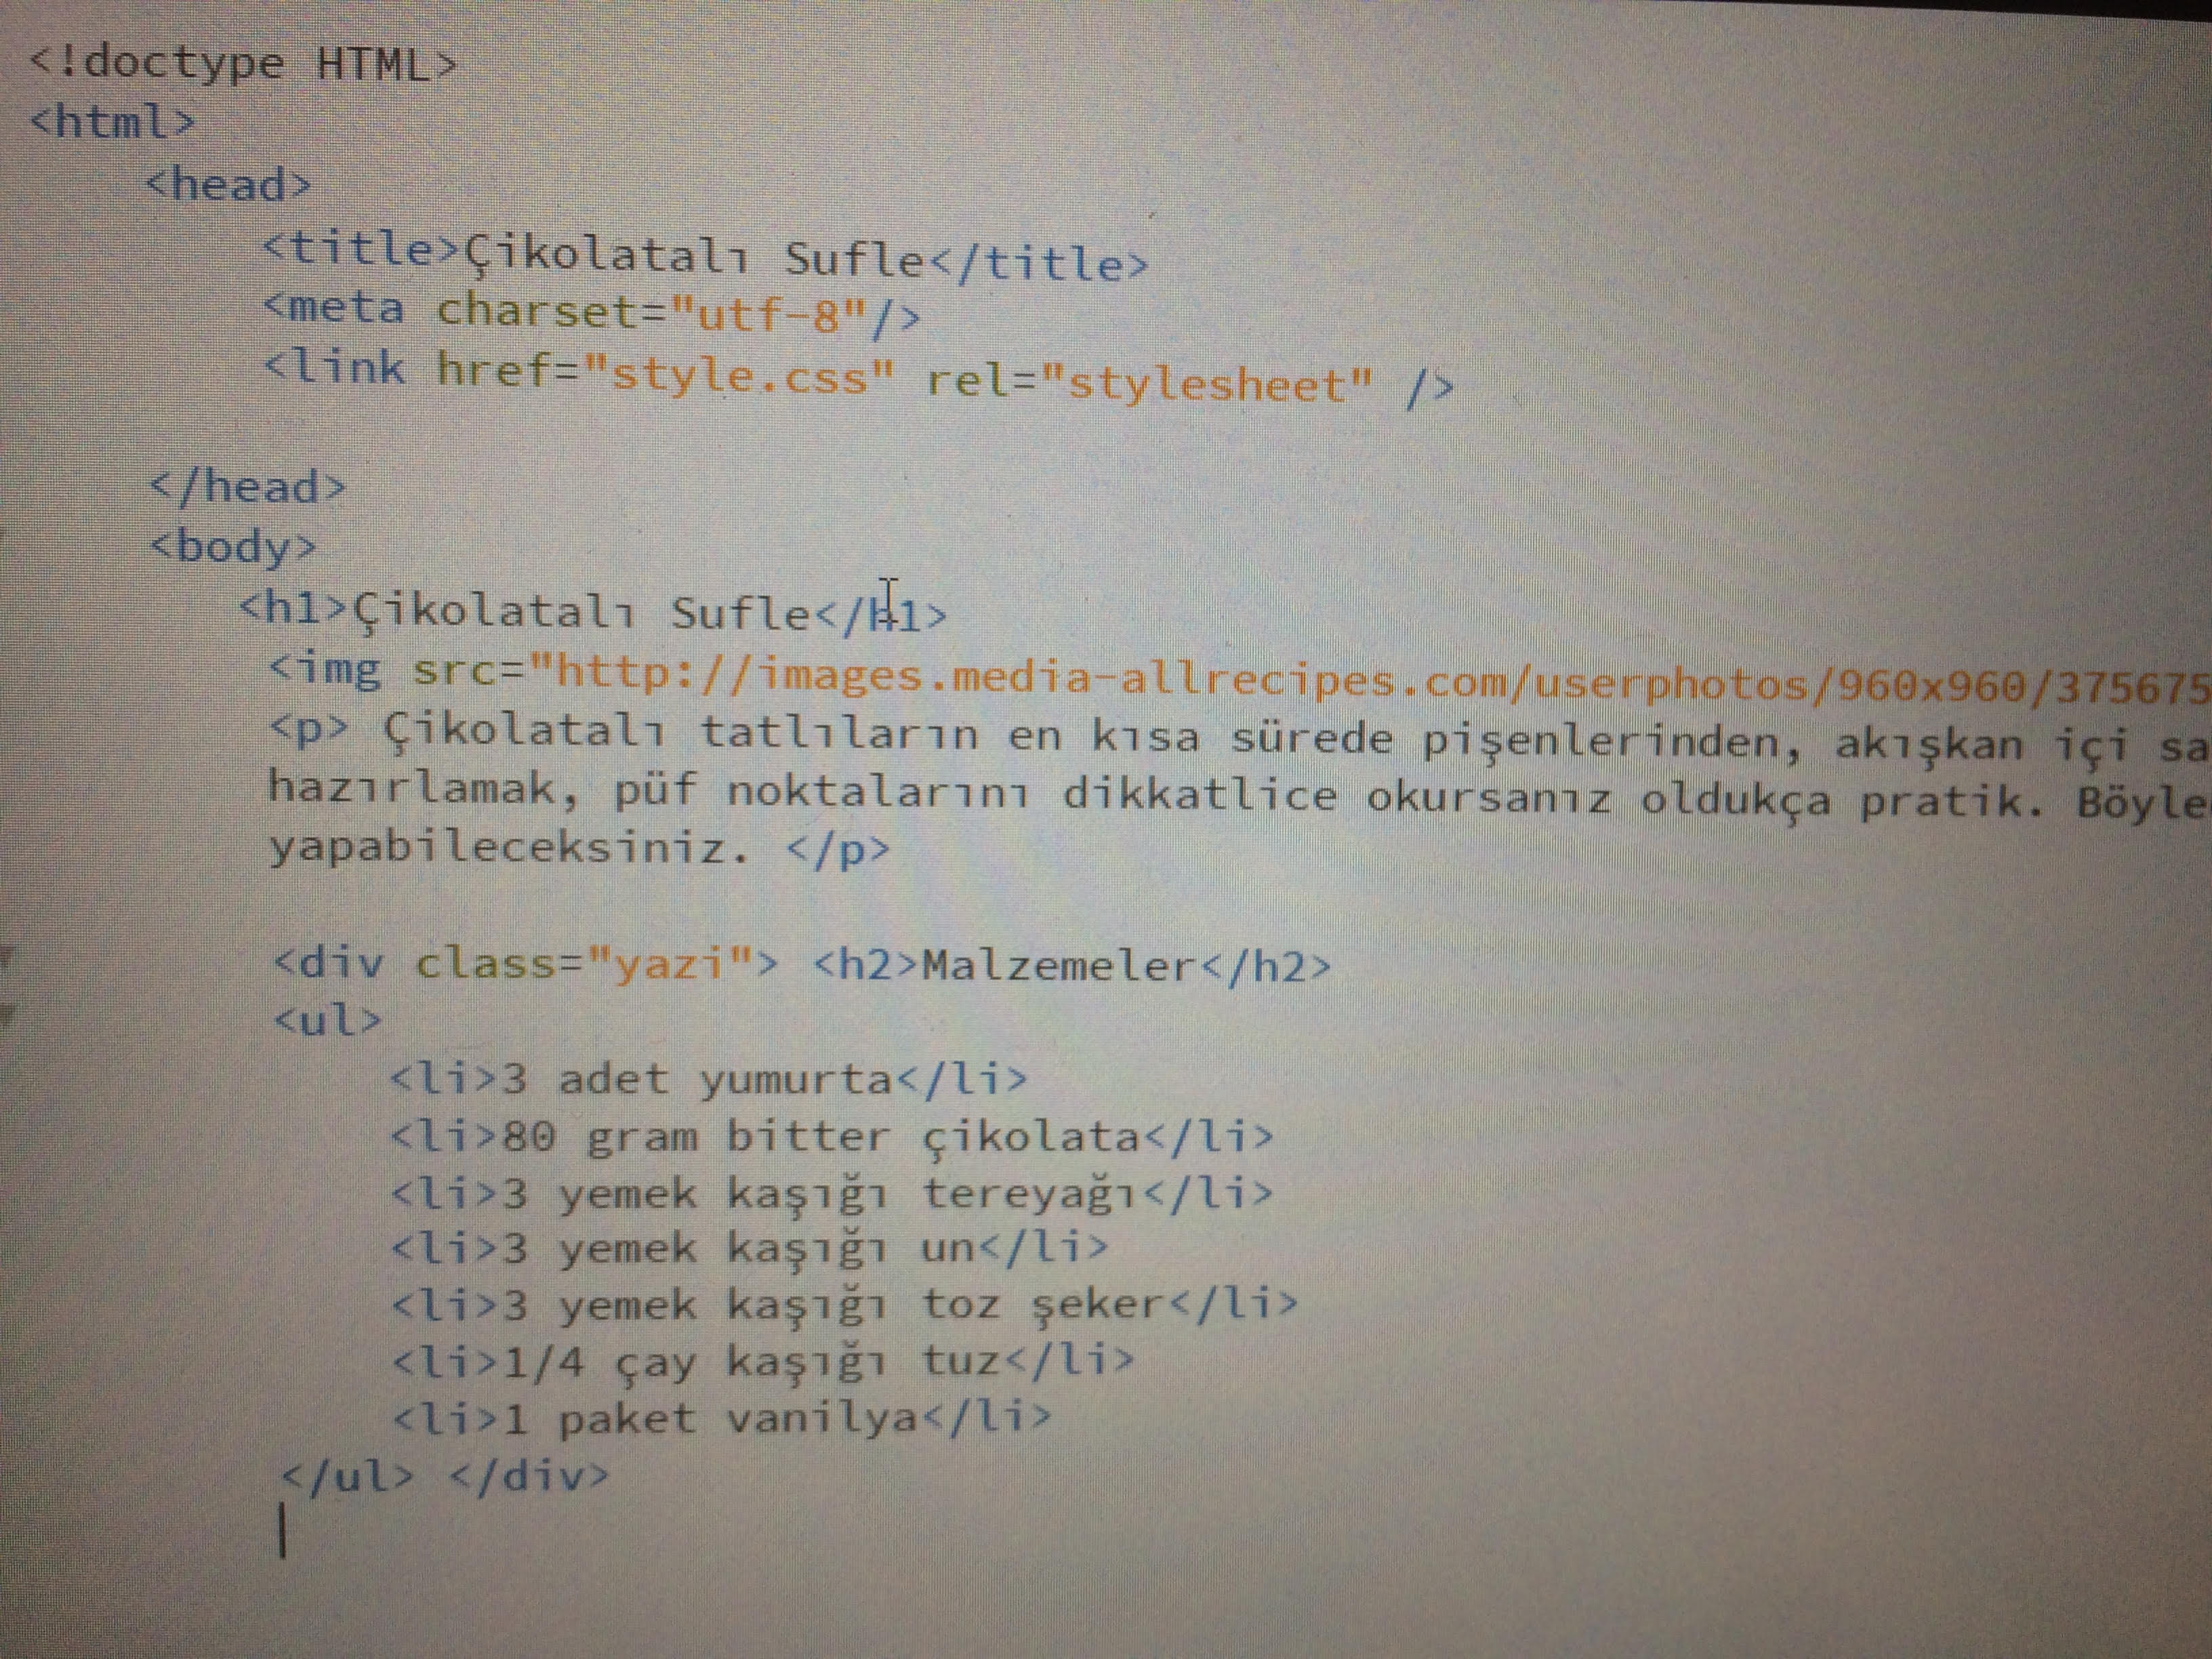 <!doctype HTML>
<html>
<head>
<title>Çikolatalı Sufle</title>
<meta charset="utf-8"/>
<link href="style.css" rel="stylesheet" />
</head>
<body>
<h1>Çikolatalı Sufle</h1>
<img src="http://images.media-allrecipes.com/userphotos/960x960/375675
<p> Çikolatalı tatlıların en kısa sürede pişenlerinden, akışkan içi sa
hazırlamak, püf noktalarını dikkatlice okursanız oldukça pratik. Böyle
yapabileceksiniz. </p>
<div class="yazi"> <h2>Malzemeler</h2>
<ul>
<li>3 adet yumurta</li>
<li>80 gram bitter çikolata</li>
<li>3 yemek kaşığı tereyağı</li>
<li>3 yemek kaşığı un</li>
<li>3 yemek kaşığı toz şeker</li>
<li>1/4 çay kaşığı tuz</li>
<li>1 paket vanilya</li>
</ul> </div>